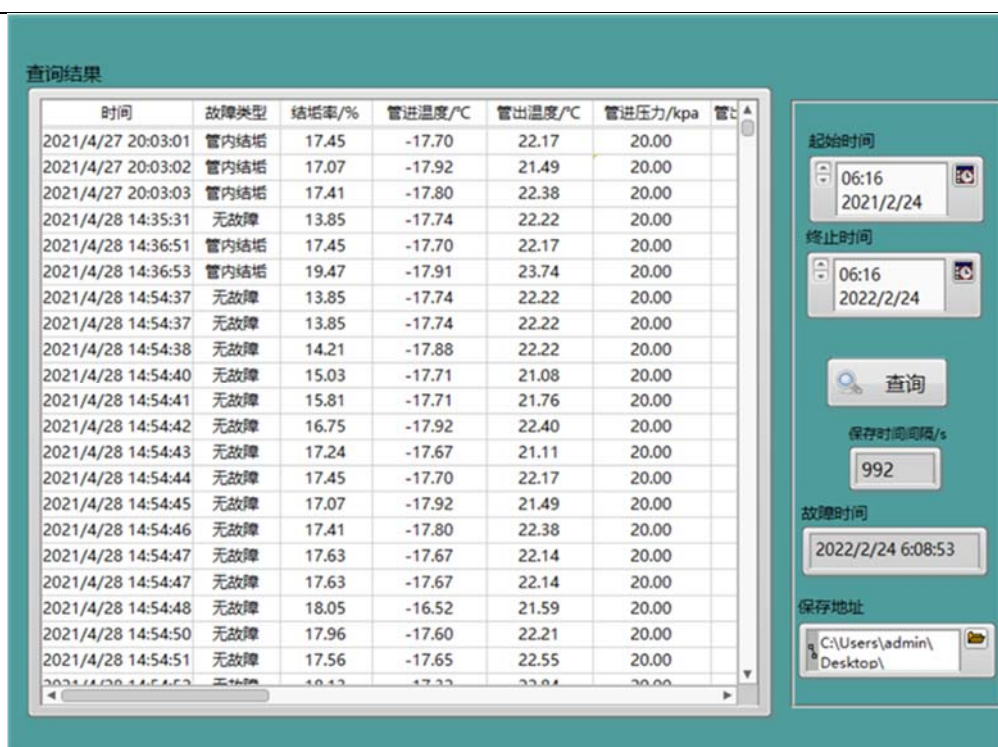 查询结果
时间 故障类型 结垢率/% 管进温度/℃ 管出温度/℃ 管进压力/kpa
2021/4/27 20:03:01 管内结垢 17.45 -17.70 22.17 20.00
2021/4/27 20:03:02 管内结垢 17.07 -17.92 21.49 20.00
2021/4/27 20:03:03 管内结垢 17.41 -17.80 22.38 20.00
2021/4/28 14:35:31 无故障 13.85 -17.74 22.22 20.00
2021/4/28 14:36:51 管内结垢 17.45 -17.70 22.17 20.00
2021/4/28 14:36:53 管内结垢 19.47 -17.91 23.74 20.00
2021/4/28 14:54:37 无故障 13.85 -17.74 22.22 20.00
2021/4/28 14:54:37 无故障 13.85 -17.74 22.22 20.00
2021/4/28 14:54:38 无故障 14.21 -17.88 22.22 20.00
2021/4/28 14:54:40 无故障 15.03 -17.71 21.08 20.00
2021/4/28 14:54:41 无故障 15.81 -17.71 21.76 20.00
2021/4/28 14:54:42 无故障 16.75 -17.92 22.40 20.00
2021/4/28 14:54:43 无故障 17.24 -17.67 21.11 20.00
2021/4/28 14:54:44 无故障 17.45 -17.70 22.17 20.00
2021/4/28 14:54:45 无故障 17.07 -17.92 21.49 20.00
2021/4/28 14:54:46 无故障 17.41 -17.80 22.38 20.00
2021/4/28 14:54:47 无故障 17.63 -17.67 22.14 20.00
2021/4/28 14:54:47 无故障 17.63 -17.67 22.14 20.00
2021/4/28 14:54:48 无故障 18.05 -16.52 21.59 20.00
2021/4/28 14:54:50 无故障 17.96 -17.60 22.21 20.00
2021/4/28 14:54:51 无故障 17.56 -17.65 22.55 20.00
起始时间
06:16
2021/2/24
终止时间
06:16
2022/2/24
查询
保存时间间隔/s
992
故障时间
2022/2/24 6:08:53
保存地址
C:\Users\admin\
Desktop\